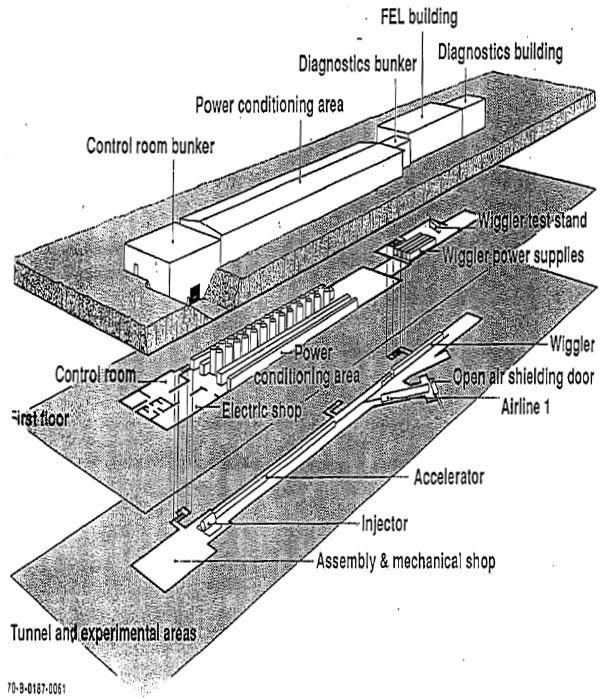 FEL building
Diagnostics bunker
Diagnostics building
Power conditioning area
Control room bunker
Wiggler test stand
Wiggler power supplies
Wiggler
Power
conditioning area
Control room
Open air shielding door
Electric shop
Airline 1
First floor
Accelerator
Injector
Assembly & mechanical shop
Tunnel and experimental areas
70-B-0187-0061